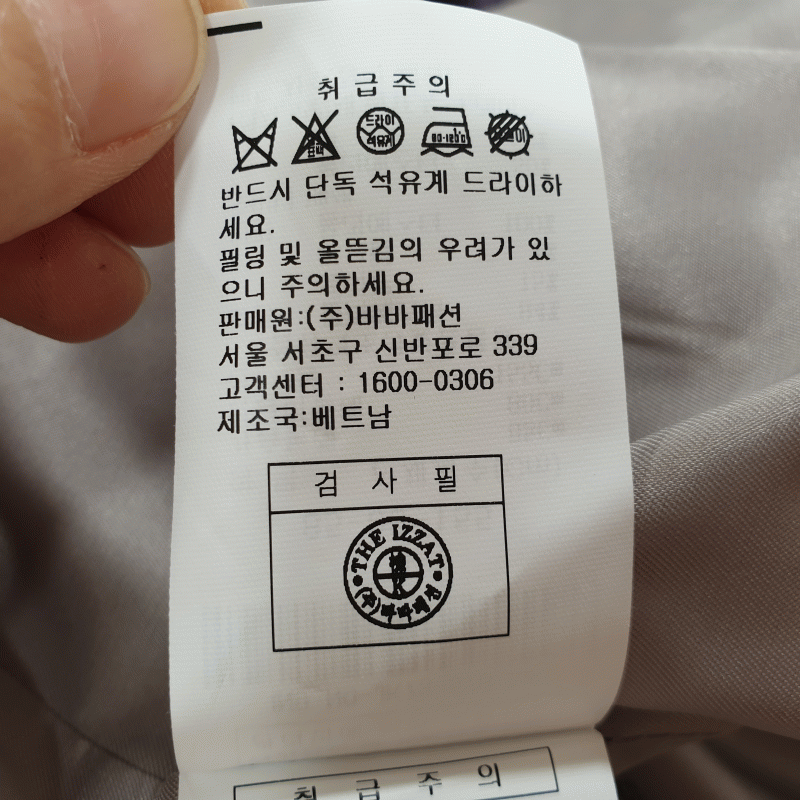 취급주의
드라이
석유계
80-120˚C
반드시 단독 석유계 드라이하
세요.
필링 및 올뜯김의 우려가 있
으니 주의하세요.
판매원:(주)바바패션
서울 서초구 신반포로 339
고객센터 : 1600-0306
제조국:베트남
검 사 필
THE IZZAT
(주)바바패션
취 급 주 의